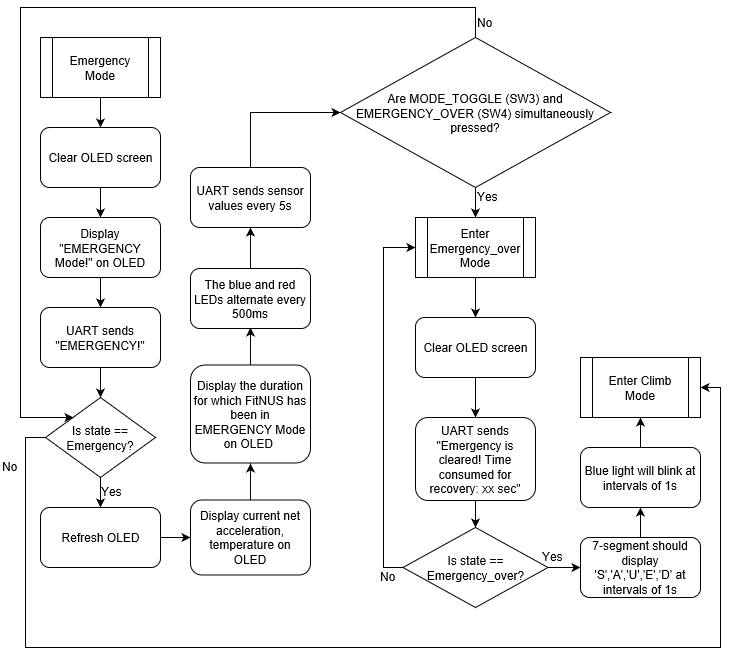 Emergency
Mode
Clear OLED screen
Display
"EMERGENCY
Mode!" on OLED
UART sends
"EMERGENCY!"
Is state ==
Emergency?
No
Yes
Refresh OLED
Display current net
acceleration,
temperature on
OLED
Display the duration
for which FitNUS has
been in
EMERGENCY Mode
on OLED
The blue and red
LEDs alternate every
500ms
UART sends sensor
values every 5s
Are MODE_TOGGLE (SW3) and
EMERGENCY_OVER (SW4) simultaneously
pressed?
No
Yes
Enter
Emergency_over
Mode
Clear OLED screen
UART sends
"Emergency is
cleared! Time
consumed for
recovery: xx sec"
Is state ==
Emergency_over?
No
Yes
7-segment should
display
'S','A','U','E','D' at
intervals of 1s
Blue light will blink at
intervals of 1s
Enter Climb
Mode